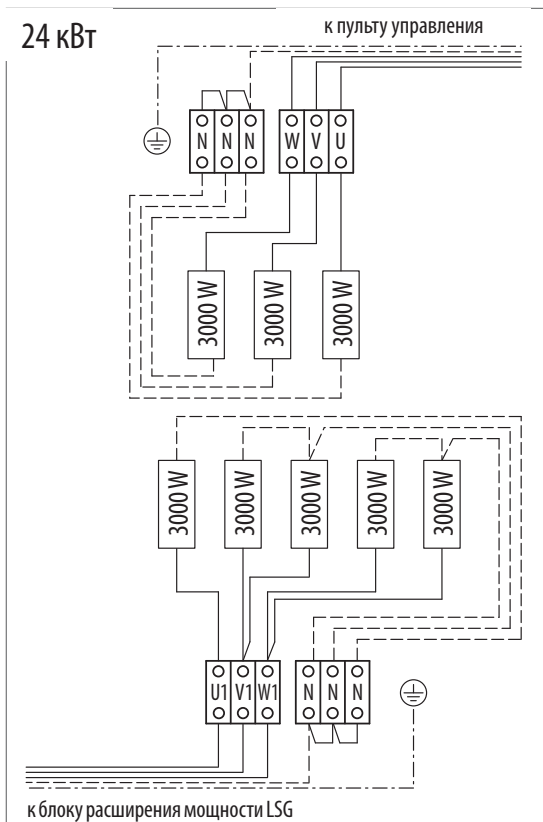 24 кВт
к пульту управления
N N N W V U
3000 W 3000 W 3000 W
3000 W 3000 W 3000 W 3000 W 3000 W
U1 V1 W1 N N N
к блоку расширения мощности LSG